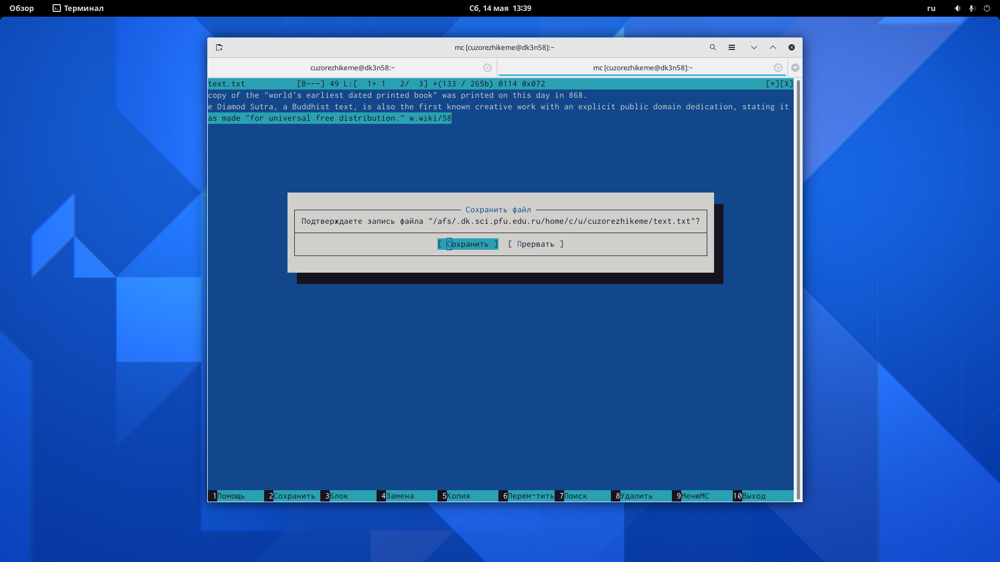 Обзор Терминал Сб, 14 мая 13:39 ru
mc [cuzorezhikeme@dk3n58]:~
cuzorezhikeme@dk3n58:~ mc [cuzorezhikeme@dk3n58]:~
text.txt [B---] 49 L:[ 1+ 1 2/ 3] *(133 / 265b) 0114 0x072 [*][X]
copy of the "world's earliest dated printed book" was printed on this day in 868.
e Diamod Sutra, a Buddhist text, is also the first known creative work with an explicit public domain dedication, stating it
as made "for universal free distribution." w.wiki/58
Сохранить файл
Подтверждаете запись файла "/afs/.dk.sci.pfu.edu.ru/home/c/u/cuzorezhikeme/text.txt"?
[ Сохранить ] [ Прервать ]
1Помощь 2Сохранить 3Блок 4Замена 5Копия 6Перем~тить 7Поиск 8Удалить 9МенюMC 10Выход